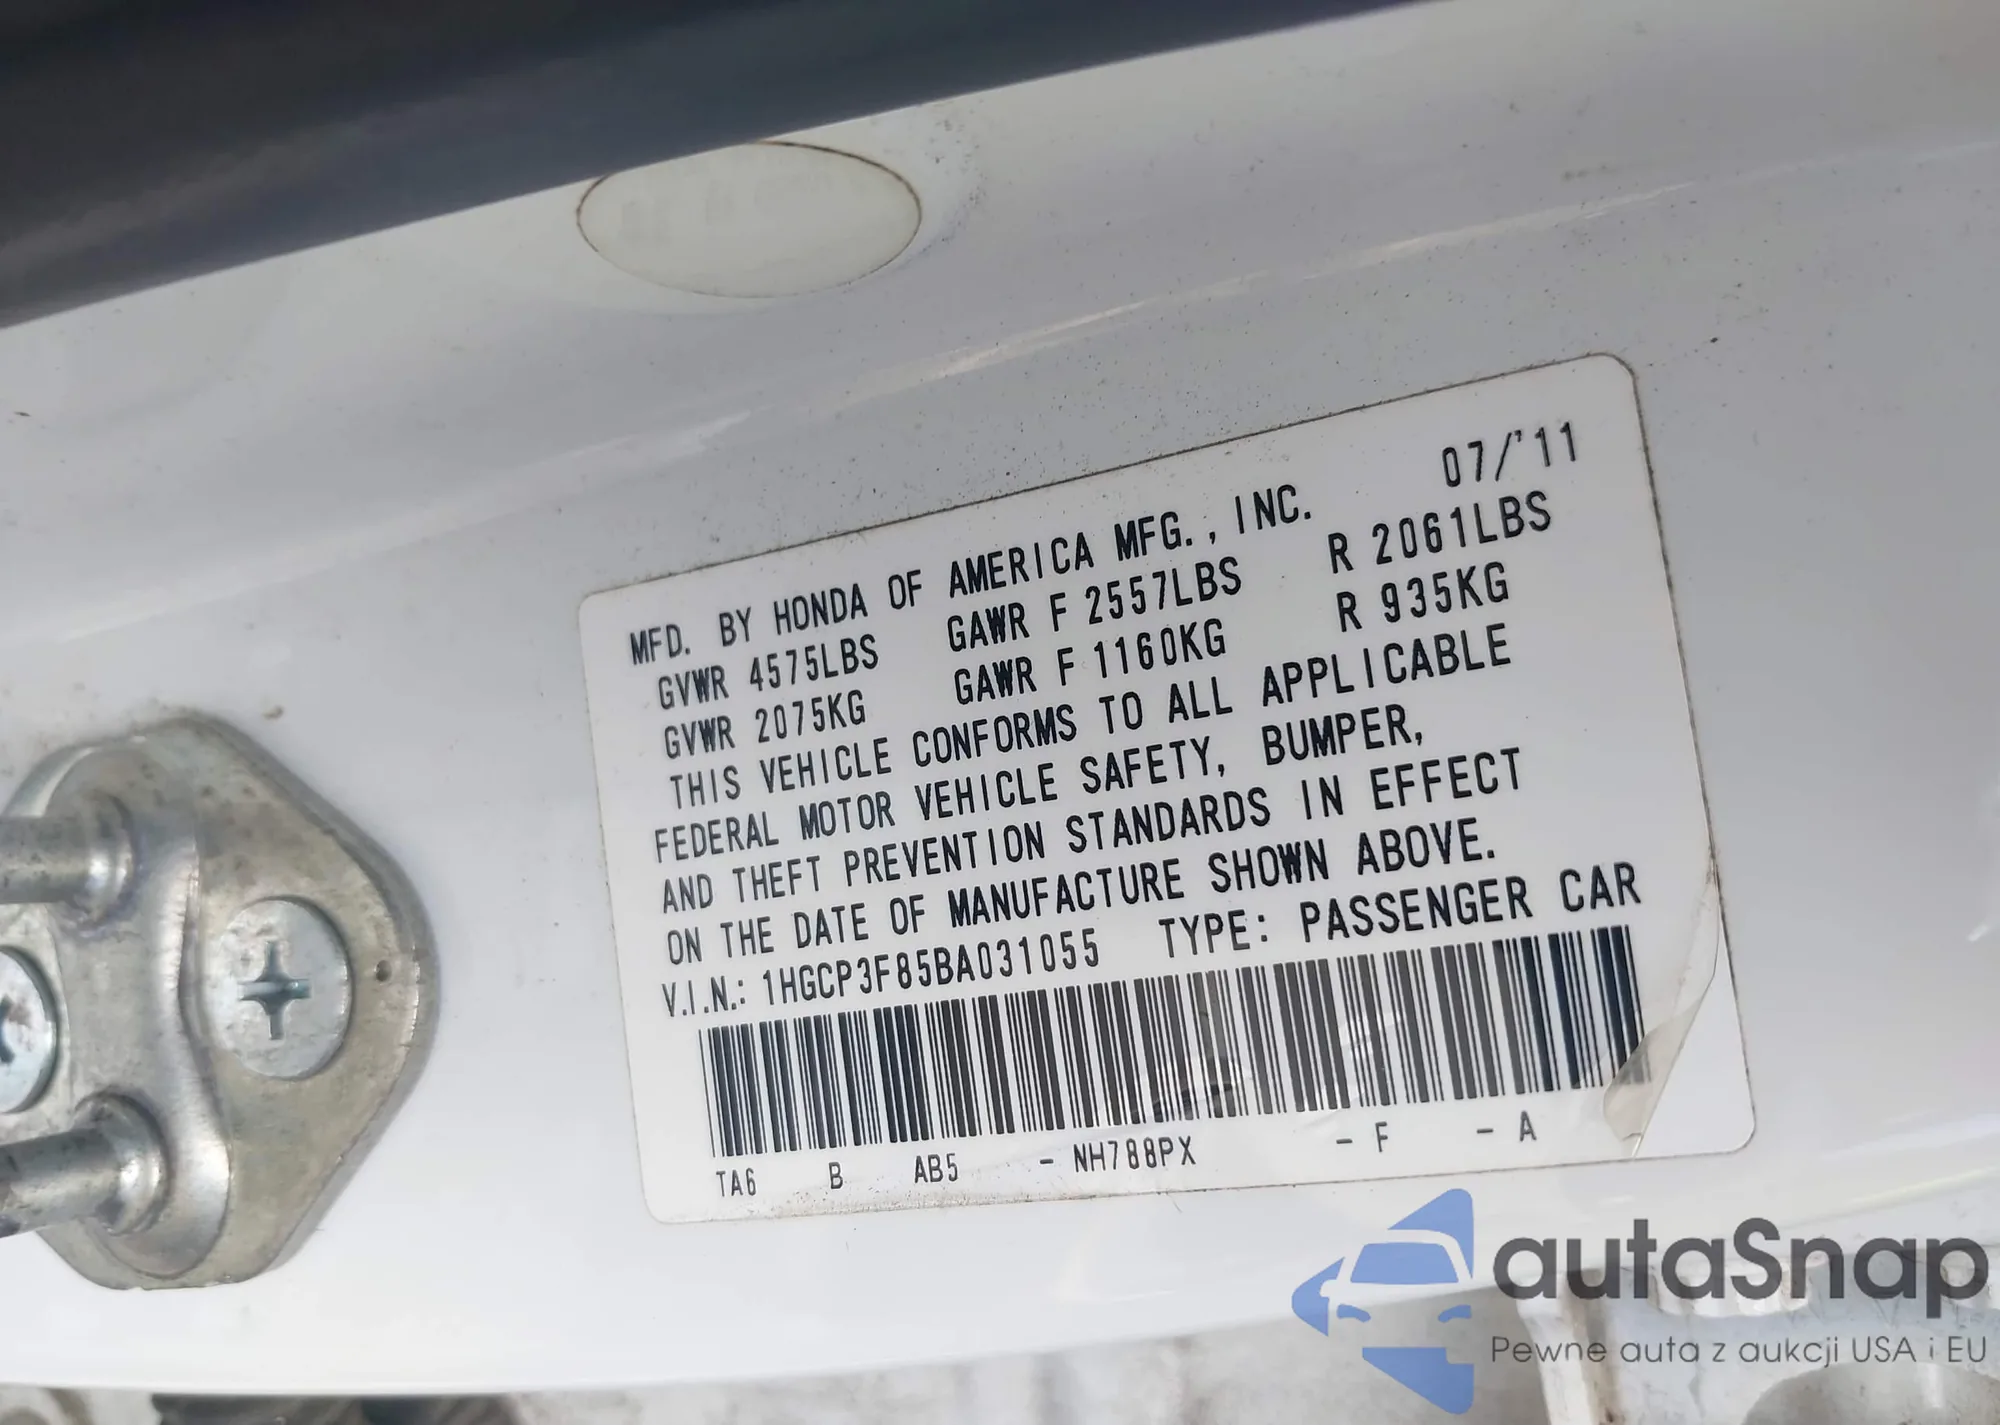 07/'11
MFD. BY HONDA OF AMERICA MFG., INC.
GVWR 4575LBS GAWR F 2557LBS R 2061LBS
GVWR 2075KG GAWR F 1160KG R 935KG
THIS VEHICLE CONFORMS TO ALL APPLICABLE
FEDERAL MOTOR VEHICLE SAFETY, BUMPER,
AND THEFT PREVENTION STANDARDS IN EFFECT
ON THE DATE OF MANUFACTURE SHOWN ABOVE.
V.I.N.: 1HGCP3F85BA031055 TYPE: PASSENGER CAR
TA6 B AB5 - NH788PX - F - A
autaSnap
Pewne auta z aukcji USA i EU